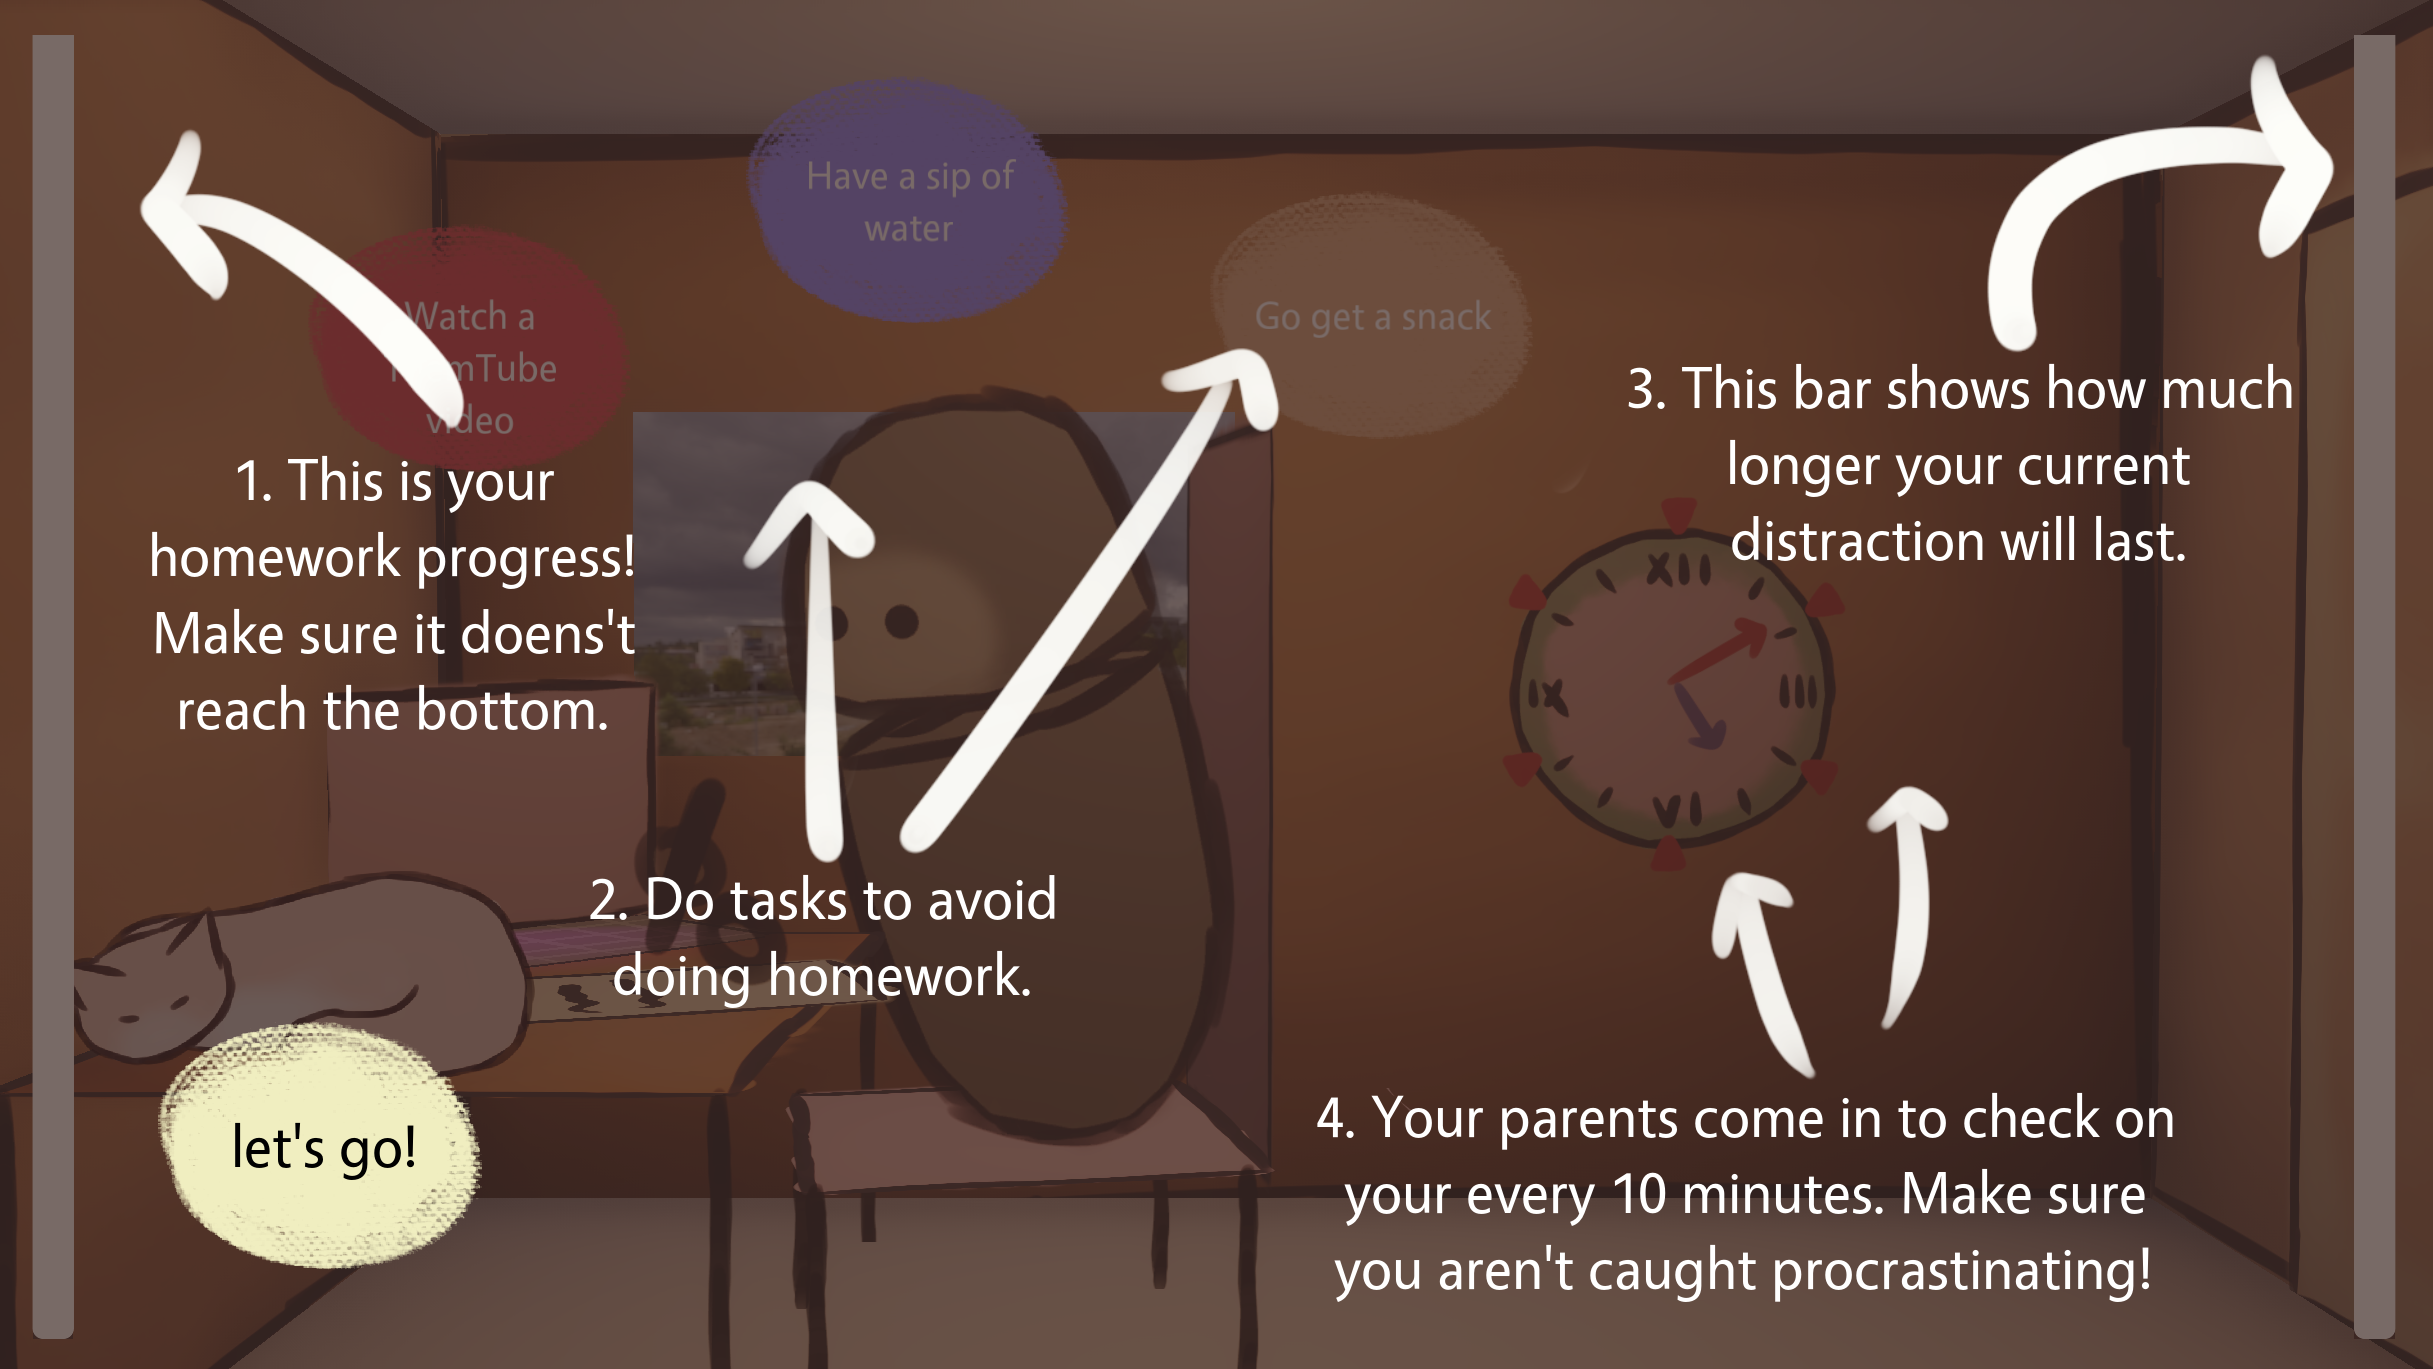 Have a sip of
water
Watch a
mTube
video
Go get a snack
1. This is your
homework progress!
Make sure it doens't
reach the bottom.
2. Do tasks to avoid
doing homework.
3. This bar shows how much
longer your current
distraction will last.
XII
III
VI
IX
4. Your parents come in to check on
your every 10 minutes. Make sure
you aren't caught procrastinating!
let's go!